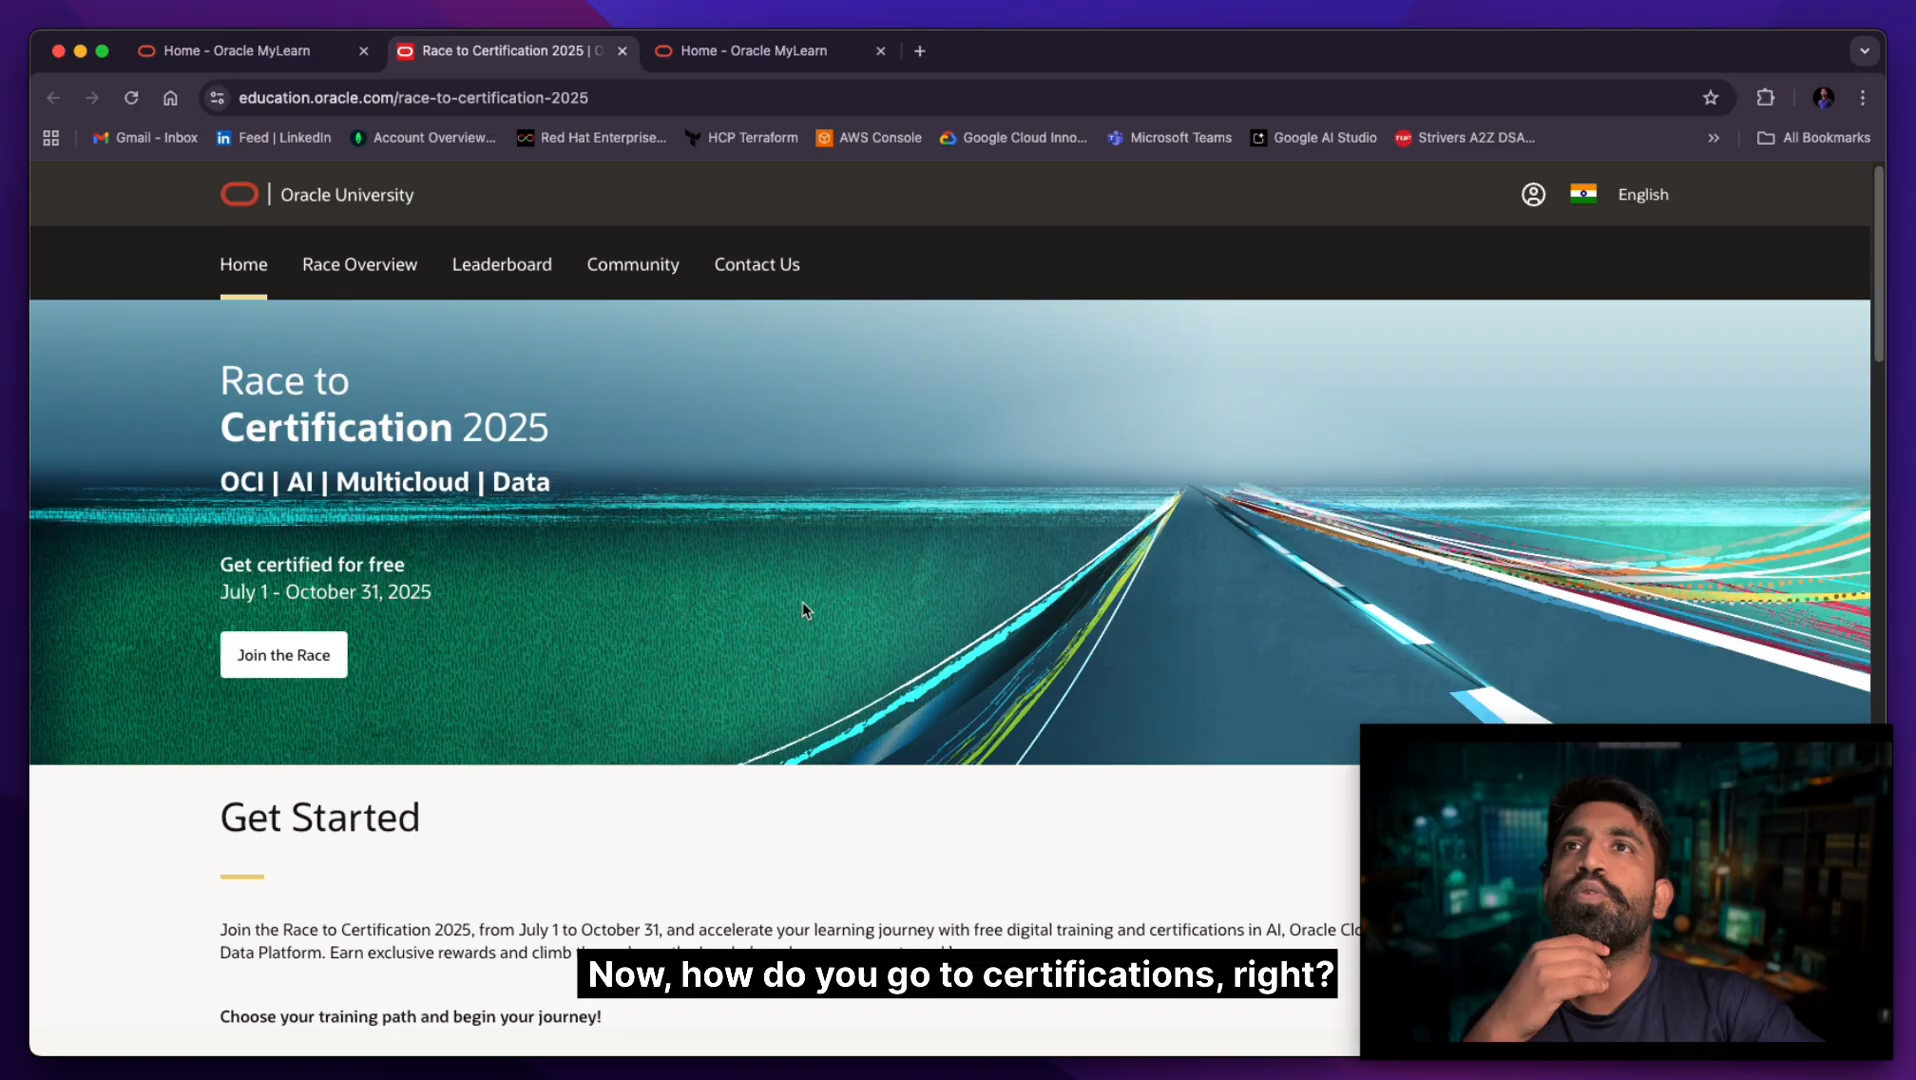 Home - Oracle MyLearn
Race to Certification 2025 | O
Home - Oracle MyLearn
education.oracle.com/race-to-certification-2025
Gmail - Inbox
Feed | LinkedIn
Account Overview...
Red Hat Enterprise...
HCP Terraform
AWS Console
Google Cloud Inno...
Microsoft Teams
Google AI Studio
Strivers A2Z DSA...
All Bookmarks
Oracle University
English
Home
Race Overview
Leaderboard
Community
Contact Us
Race to
Certification 2025
OCI | AI | Multicloud | Data
Get certified for free
July 1 - October 31, 2025
Join the Race
Get Started
Join the Race to Certification 2025, from July 1 to October 31, and accelerate your learning journey with free digital training and certifications in AI, Oracle Clo
Data Platform. Earn exclusive rewards and climb
Now, how do you go to certifications, right?
Choose your training path and begin your journey!